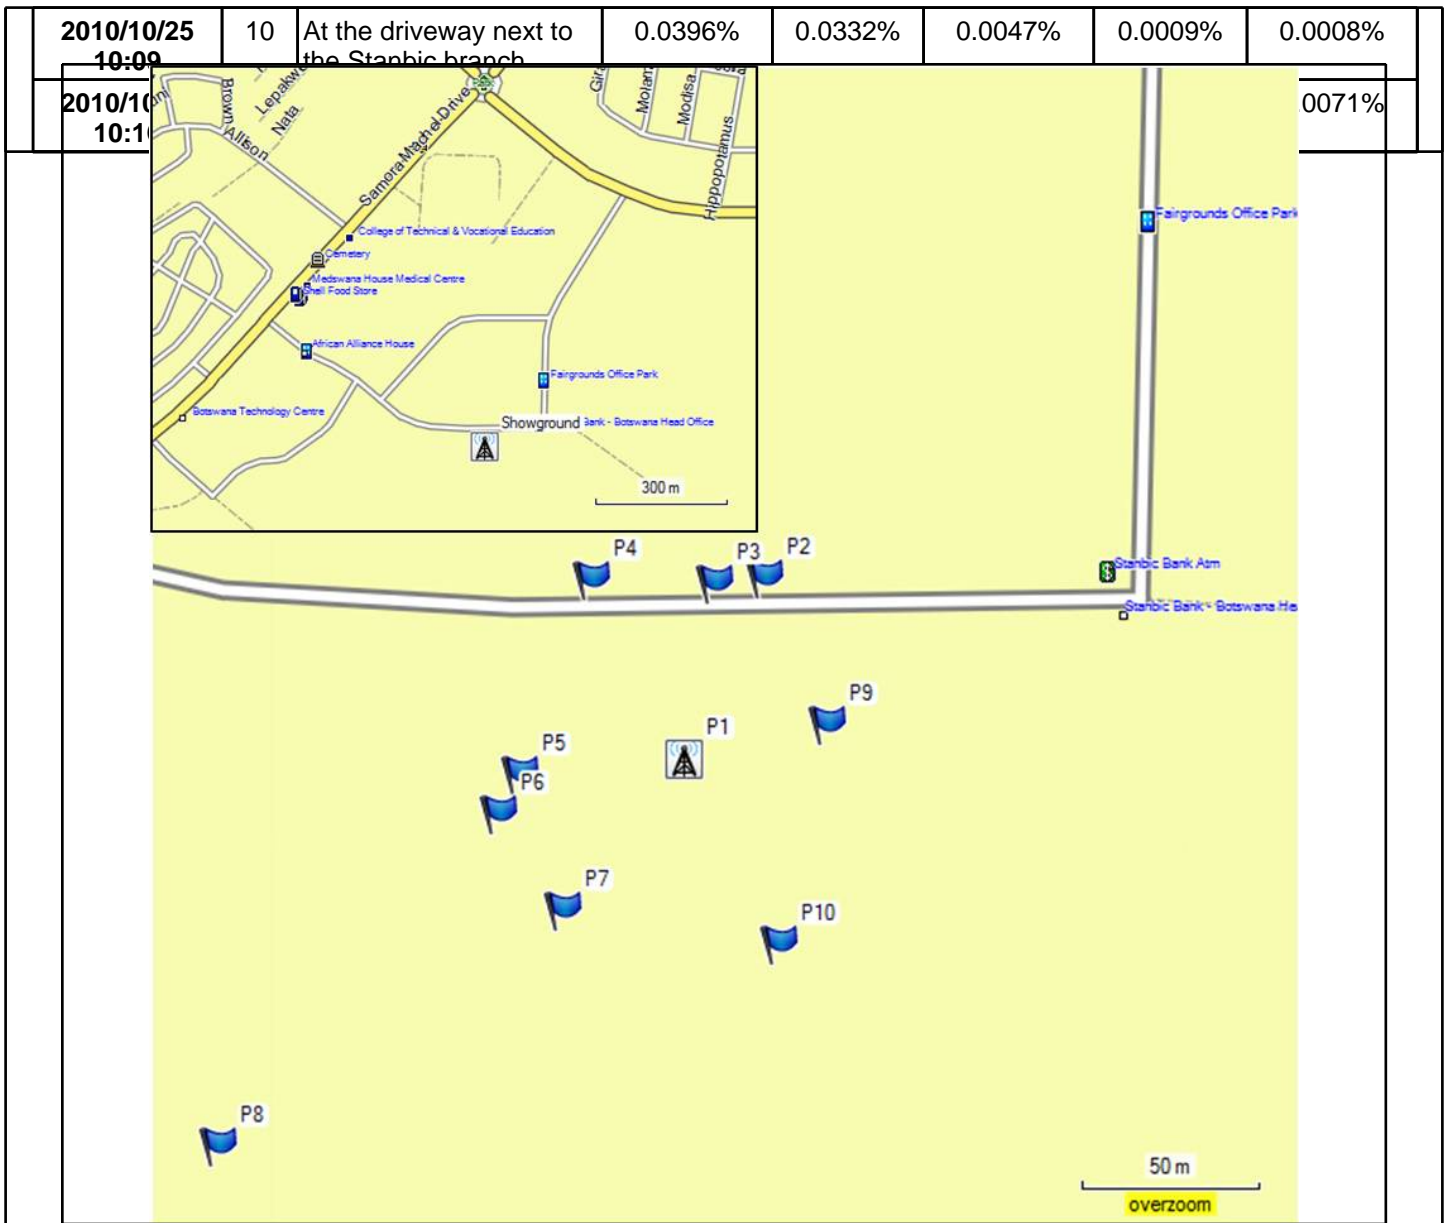 2010/10/25 10 At the driveway next to 0.0396% 0.0332% 0.0047% 0.0009% 0.0008%
10:09 the Stanbic branch
2010/10 .0071%
10:1
Brown
Lepakw
Nata
Allison
Samora Machel Drive
Molam
Modisa
Hippopotamus
College of Technical & Vocational Education
Cemetery
Medswana House Medical Centre
Shell Food Store
African Alliance House
Fairgrounds Office Park
Botswana Technology Centre
Showground Bank - Botswana Head Office
300 m
Fairgrounds Office Park
P4
P3
P2
Stanbic Bank Atm
Stanbic Bank - Botswana He
P9
P1
P5
P6
P7
P10
P8
50 m
overzoom